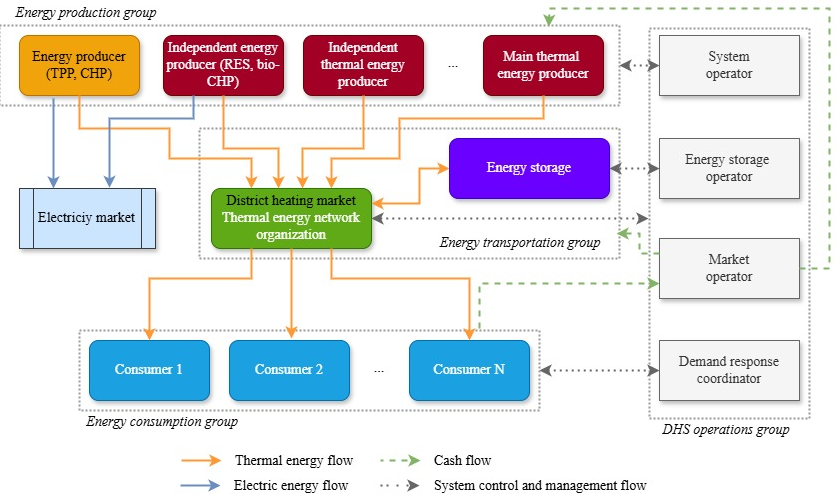 Energy production group
Energy producer
(TPP, CHP)
Independent energy
producer (RES, bio-
CHP)
Independent
thermal energy
producer
...
Main thermal
energy producer
System
operator
Energy storage
Energy storage
operator
District heating market
Thermal energy network
organization
Electriciy market
Energy transportation group
Market
operator
Consumer 1
Consumer 2
...
Consumer N
Demand response
coordinator
Energy consumption group
DHS operations group
Thermal energy flow
Cash flow
Electric energy flow
System control and management flow